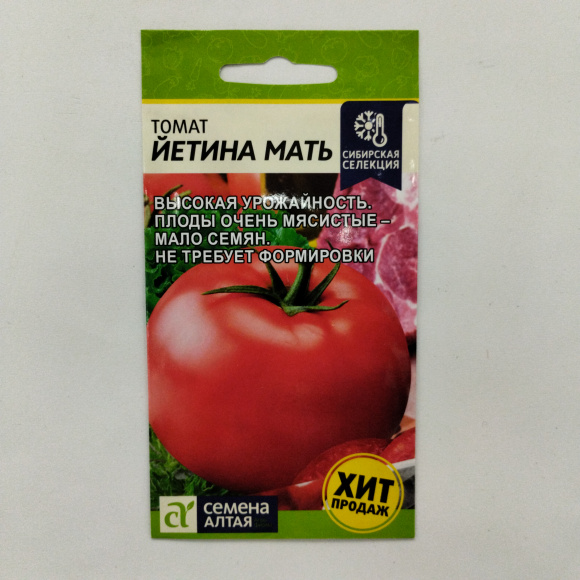 ТОМАТ
ЙЕТИНА МАТЬ
СИБИРСКАЯ
СЕЛЕКЦИЯ
ВЫСОКАЯ УРОЖАЙНОСТЬ.
ПЛОДЫ ОЧЕНЬ МЯСИСТЫЕ –
МАЛО СЕМЯН.
НЕ ТРЕБУЕТ ФОРМИРОВКИ
ХИТ
ПРОДАЖ
семена
АЛТАЯ